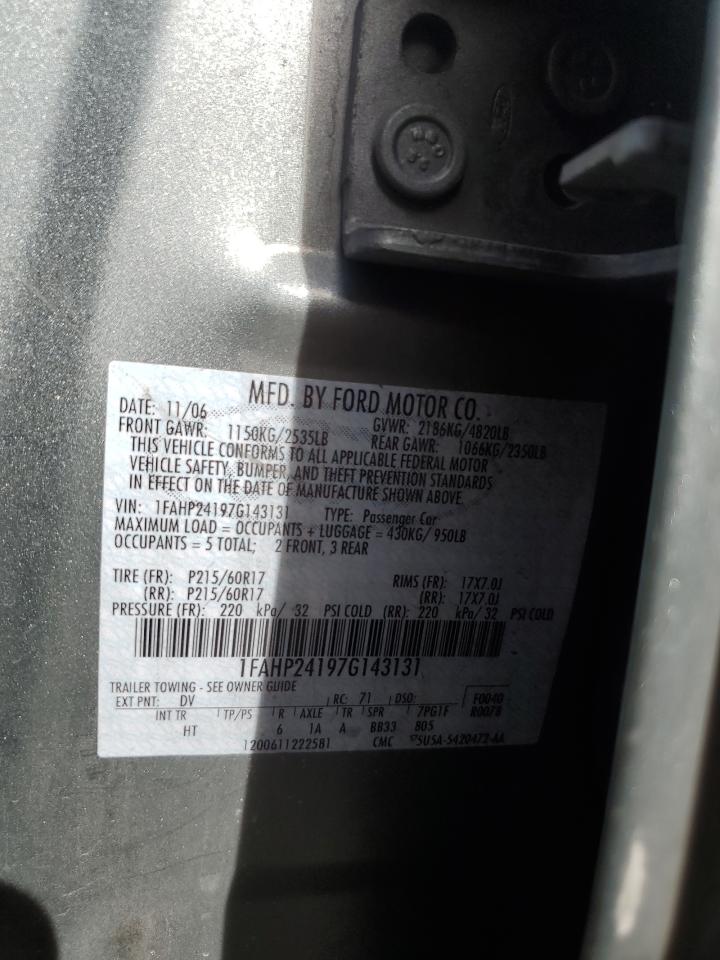 MFD. BY FORD MOTOR CO.
DATE: 11/06 GVWR: 2186KG/4820LB
FRONT GAWR: 1150KG/2535LB REAR GAWR: 1066KG/2350LB
THIS VEHICLE CONFORMS TO ALL APPLICABLE FEDERAL MOTOR
VEHICLE SAFETY, BUMPER, AND THEFT PREVENTION STANDARDS
IN EFFECT ON THE DATE OF MANUFACTURE SHOWN ABOVE.
VIN: 1FAHP24197G143131 TYPE: Passenger Car
MAXIMUM LOAD = OCCUPANTS + LUGGAGE = 430KG/ 950LB
OCCUPANTS = 5 TOTAL; 2 FRONT, 3 REAR
TIRE (FR): P215/60R17 RIMS (FR): 17X7.0J
(RR): P215/60R17 (RR): 17X7.0J
PRESSURE (FR): 220 kPa/ 32 PSI COLD (RR): 220 kPa/ 32 PSI COLD
1FAHP24197G143131
TRAILER TOWING - SEE OWNER GUIDE
EXT PNT: DV RC: 71 DSO: F0040
INT TR TP/PS R AXLE TR SPR 7PG1F R0078
HT 6 1A A BB33 805
1200611222581 CMC 5U5A-5420472-AA